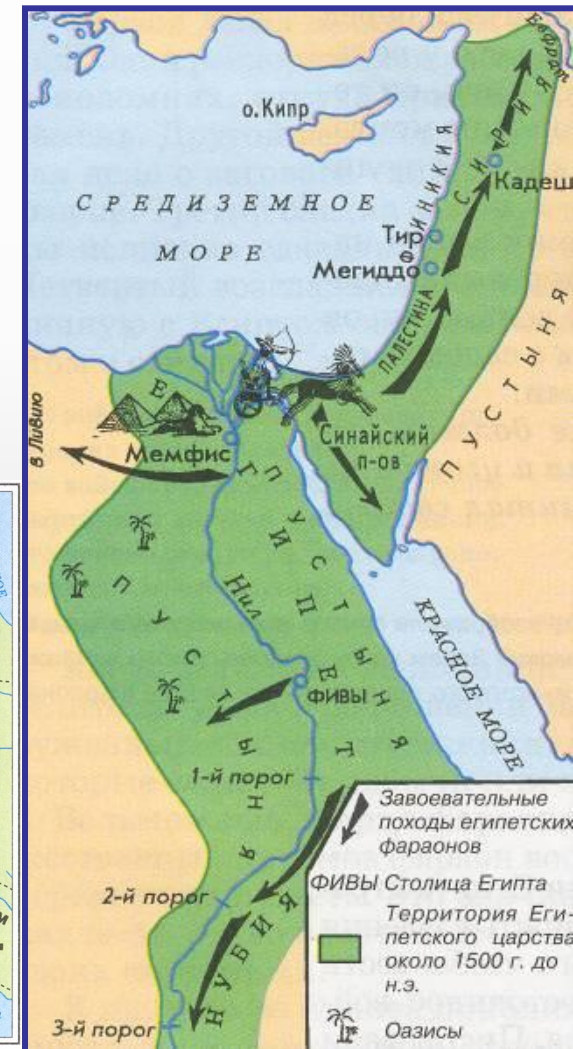 Евфрат
о.Кипр
СРЕДИЗЕМНОЕ
МОРЕ
ФИНИКИЯ
СИРИЯ
Кадеш
Тир
Мегиддо
ПАЛЕСТИНА
ПУСТЫНЯ
в Ливию
ЕГИПЕТ
Мемфис
Синайский
п-ов
ПУСТЫНЯ
ПУСТЫНЯ
Нил
КРАСНОЕ МОРЕ
ФИВЫ
1-й порог
2-й порог
НУБИЯ
3-й порог
Завоевательные
походы египетских
фараонов
ФИВЫ Столица Египта
Территория Еги-
петского царства
около 1500 г. до
н.э.
Оазисы